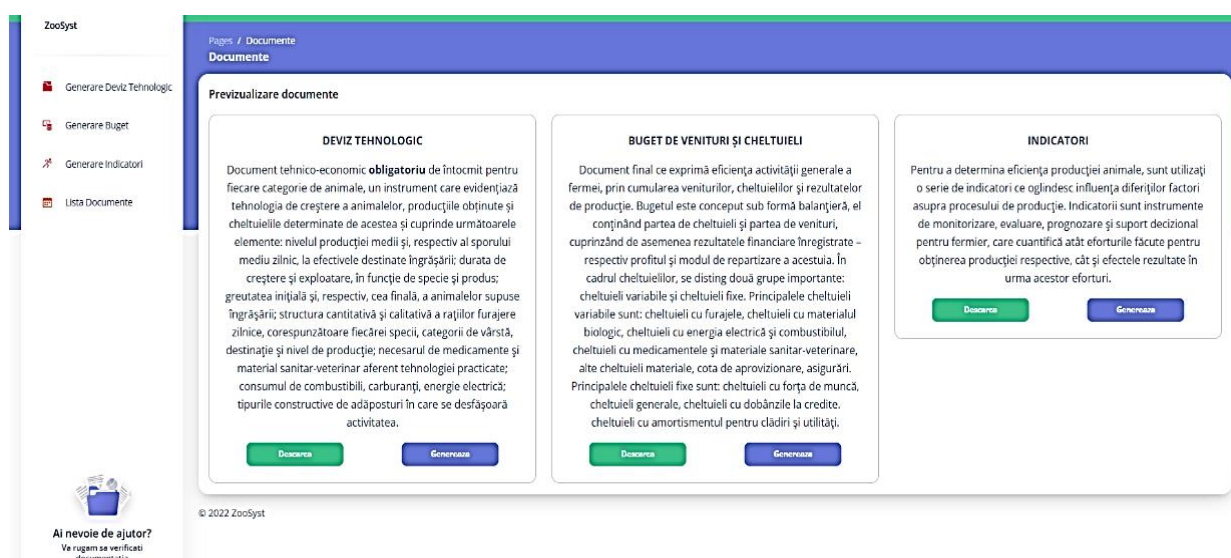 ZooSyst
Generare Deviz Tehnologic
Generare Buget
Generare Indicatori
Lista Documente
Ai nevoie de ajutor?
Va rugam sa verificati
documentatia
Pages / Documente
Documente
Previzualizare documente
DEVIZ TEHNOLOGIC
Document tehnico-economic obligatoriu de întocmit pentru
fiecare categorie de animale, un instrument care evidențiază
tehnologia de creștere a animalelor, producțiile obținute și
cheltuielile determinate de acestea și cuprinde următoarele
elemente: nivelul producției medii și, respectiv al sporului
mediu zilnic, la efectivele destinate îngrășării; durata de
creștere și exploatare, în funcție de specie și produs;
greutatea inițială și, respectiv, cea finală, a animalelor supuse
îngrășării; structura cantitativă și calitativă a rațiilor furajere
zilnice, corespunzătoare fiecărei specii, categorii de vârstă,
destinație și nivel de producție; necesarul de medicamente și
material sanitar-veterinar aferent tehnologiei practicate;
consumul de combustibili, carburanți, energie electrică;
tipurile constructive de adăposturi în care se desfășoară
activitatea.
Descarca
Genereaza
BUGET DE VENITURI ȘI CHELTUIELI
Document final ce exprimă eficiența activității generale a
fermei, prin cumularea veniturilor, cheltuielilor și rezultatelor
de producție. Bugetul este conceput sub formă balanțieră, el
conținând partea de cheltuieli și partea de venituri,
cuprinzând de asemenea rezultatele financiare înregistrate –
respectiv profitul și modul de repartizare a acestuia. În
cadrul cheltuielilor, se disting două grupe importante:
cheltuieli variabile și cheltuieli fixe. Principalele cheltuieli
variabile sunt: cheltuieli cu furajele, cheltuieli cu materialul
biologic, cheltuieli cu energia electrică și combustibilul,
cheltuieli cu medicamentele și materiale sanitar-veterinare,
alte cheltuieli materiale, cota de aprovizionare, asigurări.
Principalele cheltuieli fixe sunt: cheltuieli cu forța de muncă,
cheltuieli generale, cheltuieli cu dobânzile la credite.
cheltuieli cu amortismentul pentru clădiri și utilități.
Descarca
Genereaza
INDICATORI
Pentru a determina eficiența producției animale, sunt utilizați
o serie de indicatori ce oglindesc influența diferiților factori
asupra procesului de producție. Indicatorii sunt instrumente
de monitorizare, evaluare, prognozare și suport decizional
pentru fermier, care cuantifică atât eforturile făcute pentru
obținerea producției respective, cât și efectele rezultate în
urma acestor eforturi.
Descarca
Genereaza
© 2022 ZooSyst